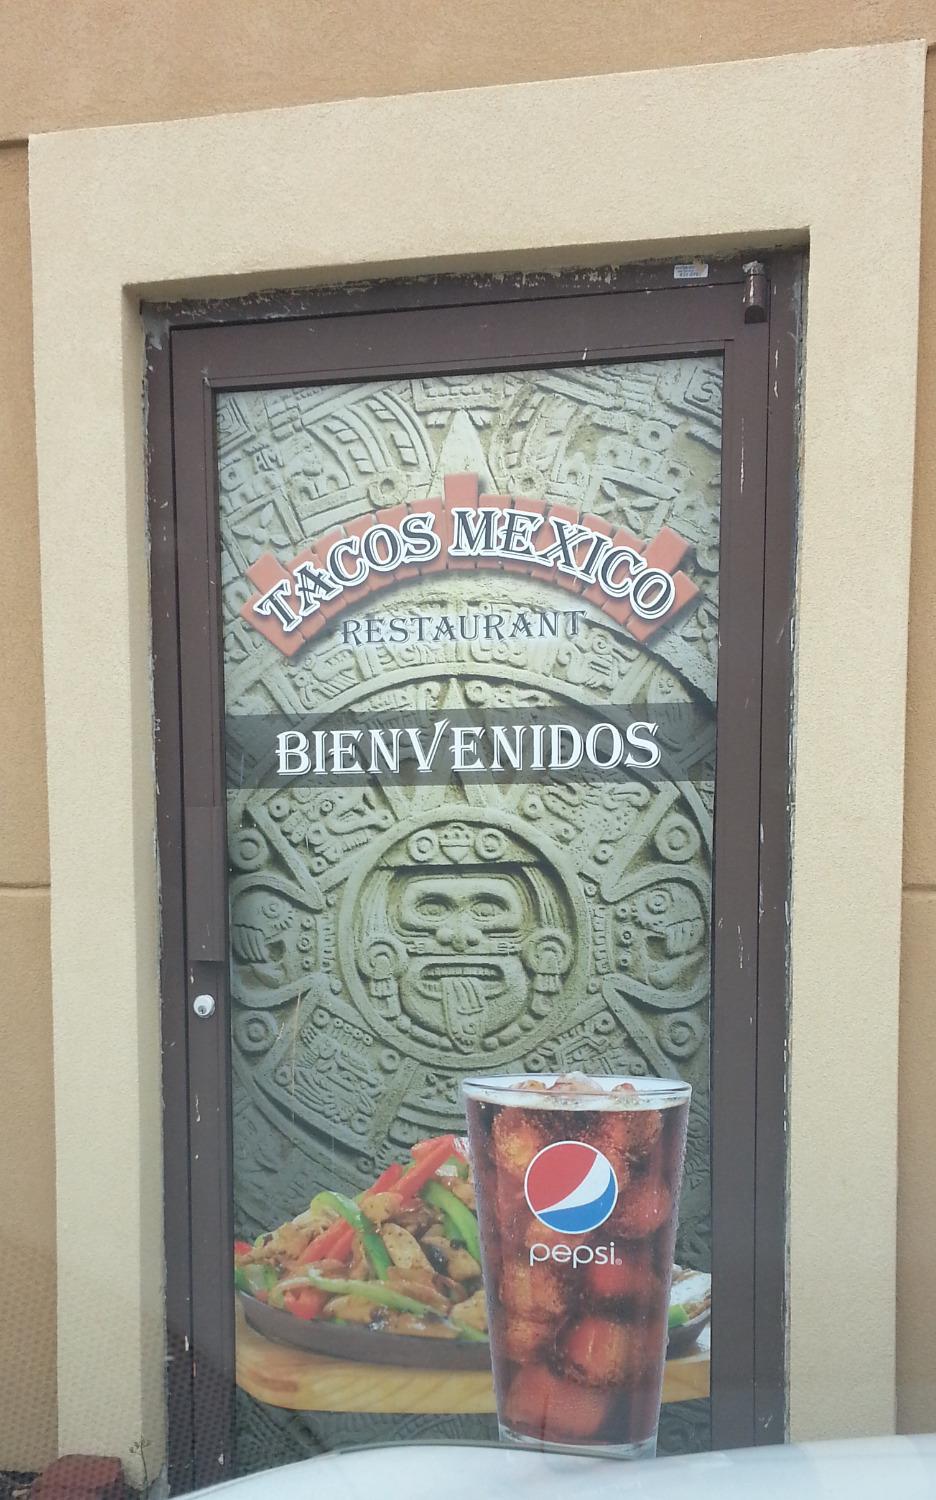 TACOS MEXICO
RESTAURANT
BIENVENIDOS
pepsi